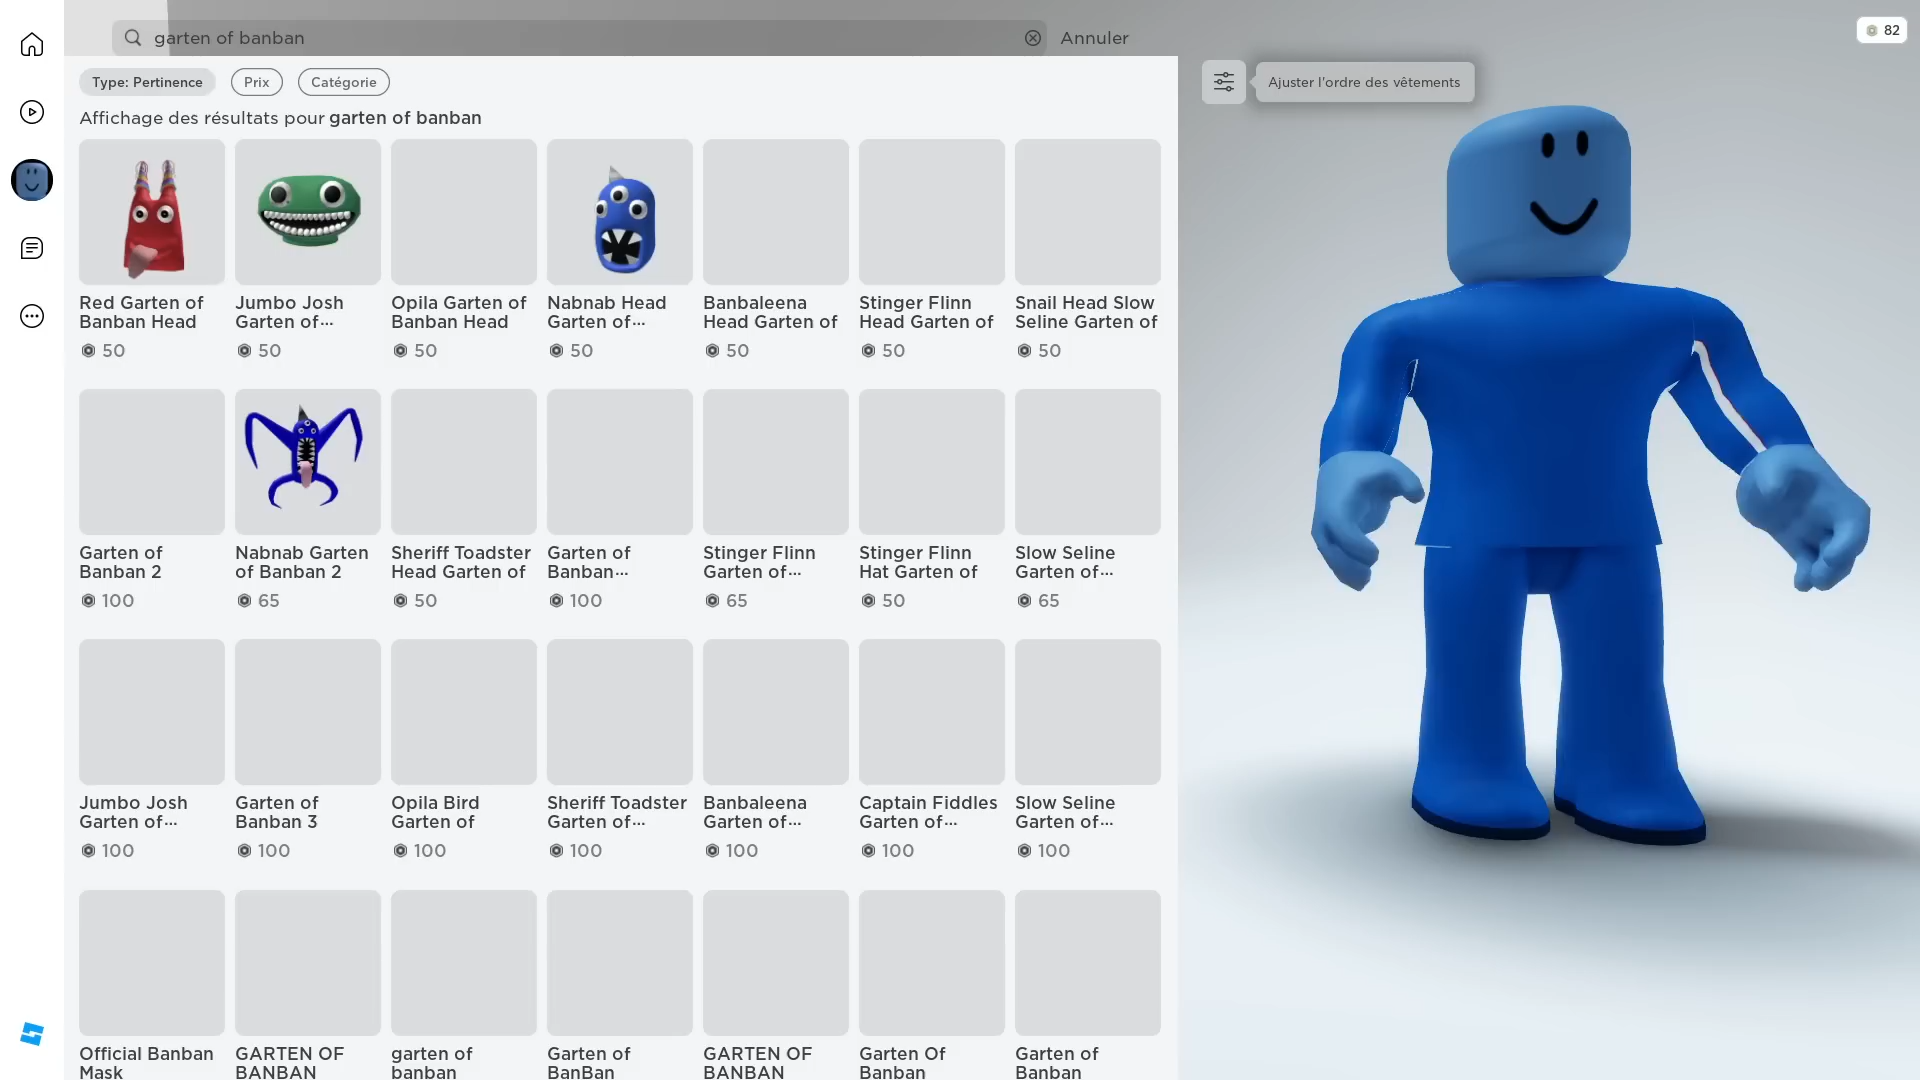 garten of banban
Annuler
82
Type: Pertinence
Prix
Catégorie
Ajuster l'ordre des vêtements
Affichage des résultats pour garten of banban
Red Garten of
Banban Head
50
Jumbo Josh
Garten of...
50
Opila Garten of
Banban Head
50
Nabnab Head
Garten of...
50
Banbaleena
Head Garten of
50
Stinger Flinn
Head Garten of
50
Snail Head Slow
Seline Garten of
50
Garten of
Banban 2
100
Nabnab Garten
of Banban 2
65
Sheriff Toadster
Head Garten of
50
Garten of
Banban...
100
Stinger Flinn
Garten of...
65
Stinger Flinn
Hat Garten of
50
Slow Seline
Garten of...
65
Jumbo Josh
Garten of...
100
Garten of
Banban 3
100
Opila Bird
Garten of
100
Sheriff Toadster
Garten of...
100
Banbaleena
Garten of...
100
Captain Fiddles
Garten of...
100
Slow Seline
Garten of...
100
Official Banban
Mask
GARTEN OF
BANBAN
garten of
banban
Garten of
BanBan
GARTEN OF
BANBAN
Garten Of
Banban
Garten of
Banban